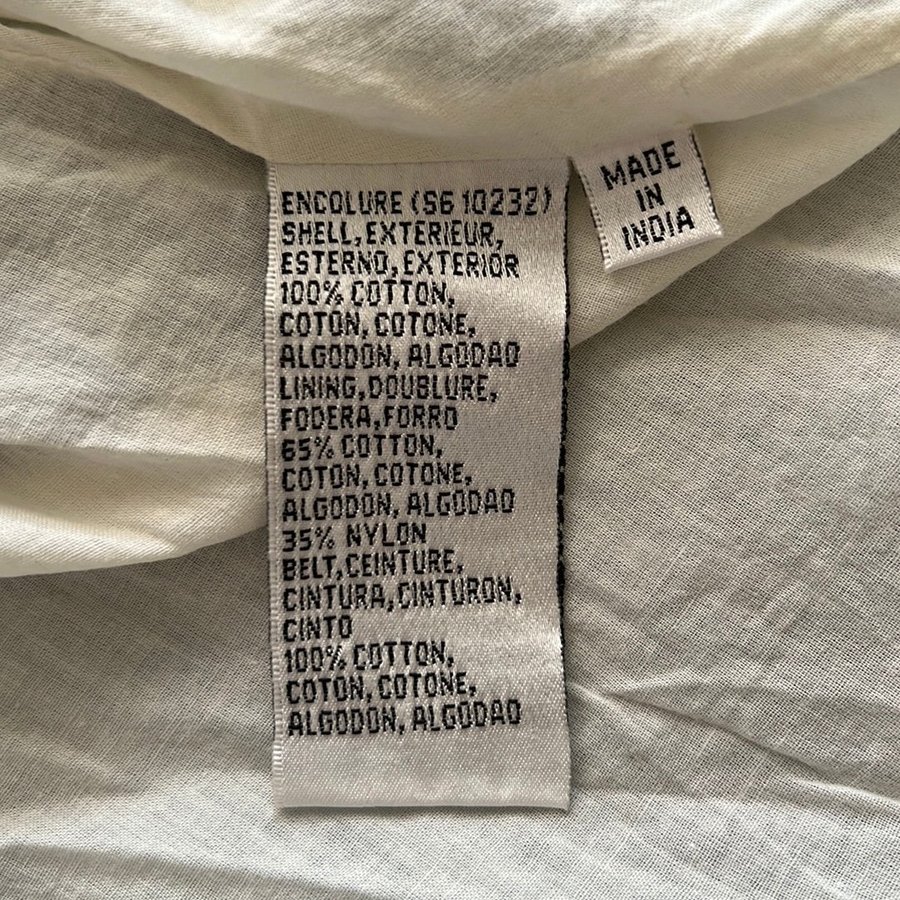 ENCOLURE (S6 10232)
SHELL,EXTERIEUR,
ESTERNO,EXTERIOR
100% COTTON,
COTON,COTONE,
ALGODON,ALGODAO
LINING,DOUBLURE,
FODERA,FORRO
65% COTTON,
COTON,COTONE,
ALGODON,ALGODAO
35% NYLON
BELT,CEINTURE,
CINTURA,CINTURON,
CINTO
100% COTTON,
COTON,COTONE,
ALGODON,ALGODAO
MADE
IN
INDIA